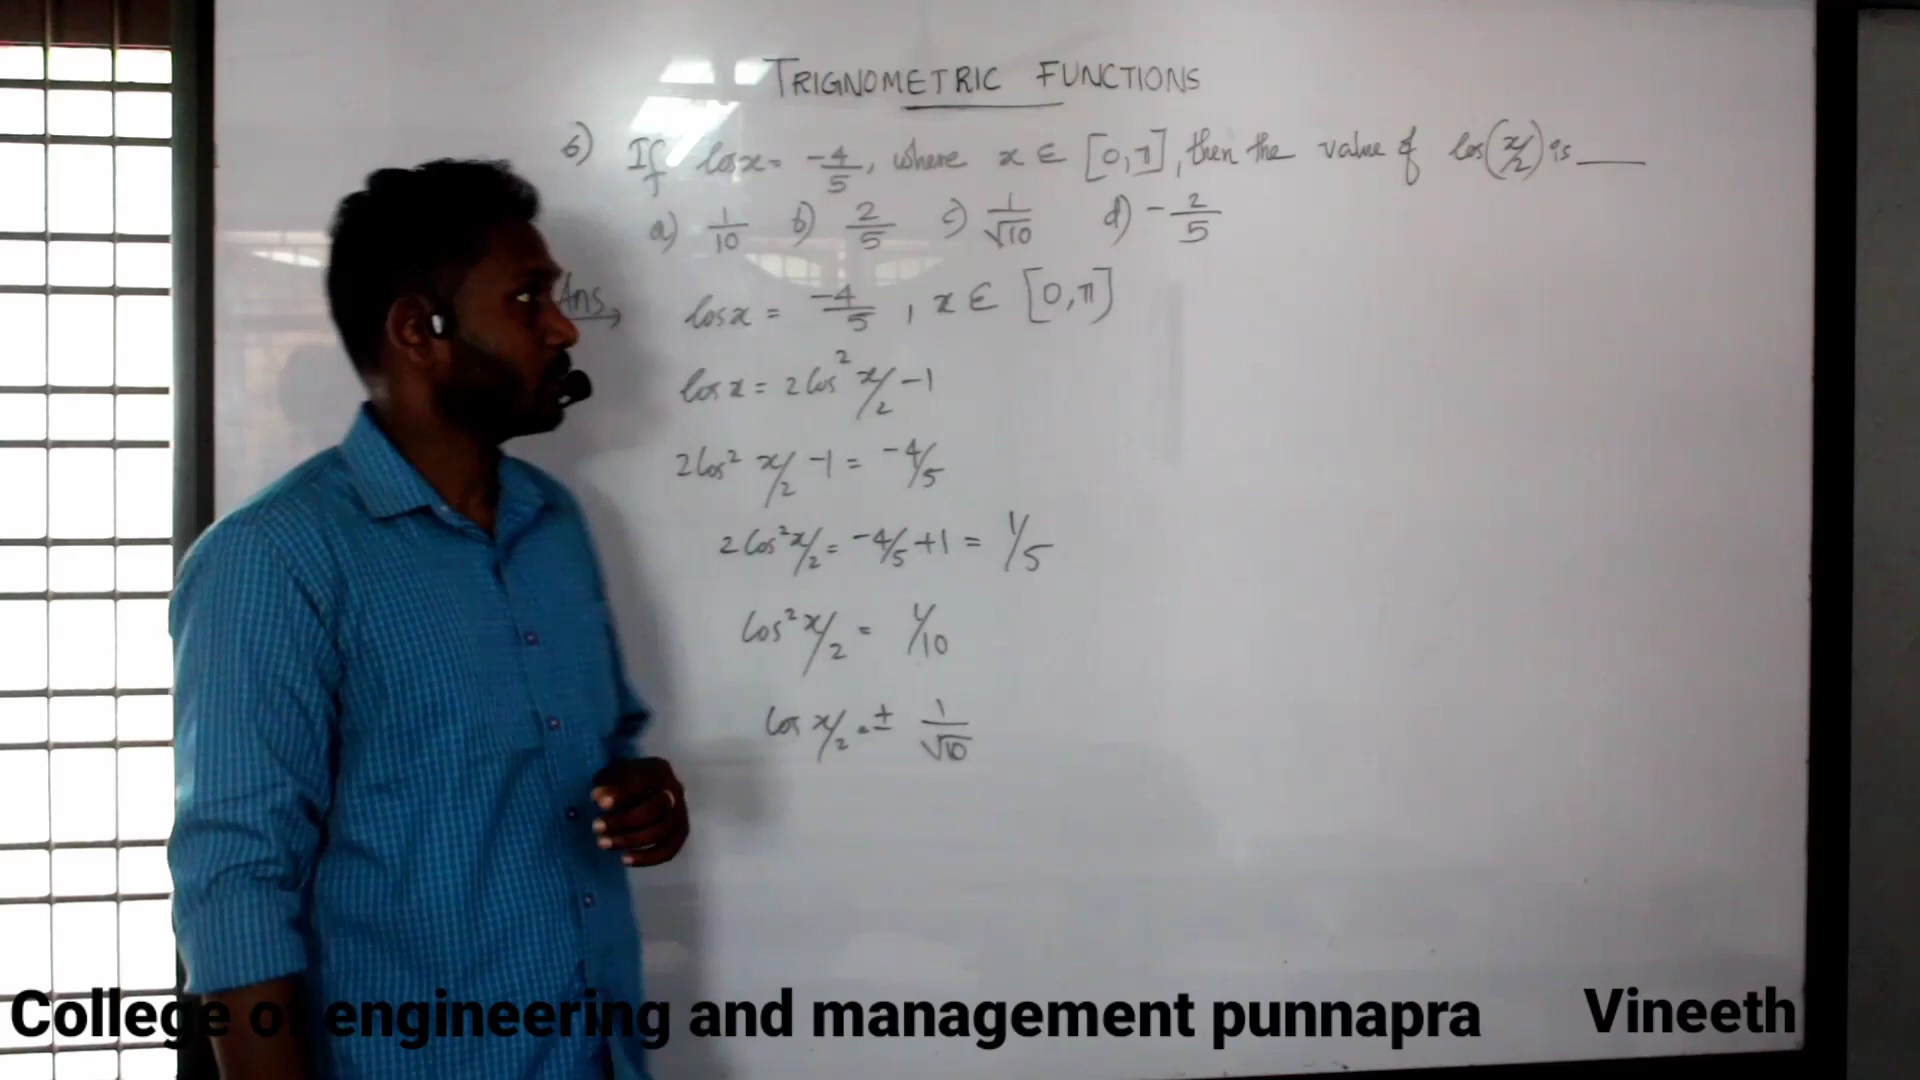 TRIGNOMETRIC FUNCTIONS
6) If Cosx = -4/5, where x ∈ [0,π], then the value of Cos(x/2) is ____
a) 1/10 b) 2/5 c) 1/√10 d) -2/5
Ans→ Cosx = -4/5, x ∈ [0,π]
Cosx = 2Cos² x/2 -1
2Cos² x/2 -1 = -4/5
2Cos² x/2 = -4/5 +1 = 1/5
Cos² x/2 = 1/10
Cos x/2 = ± 1/√10
College of engineering and management punnapra Vineeth